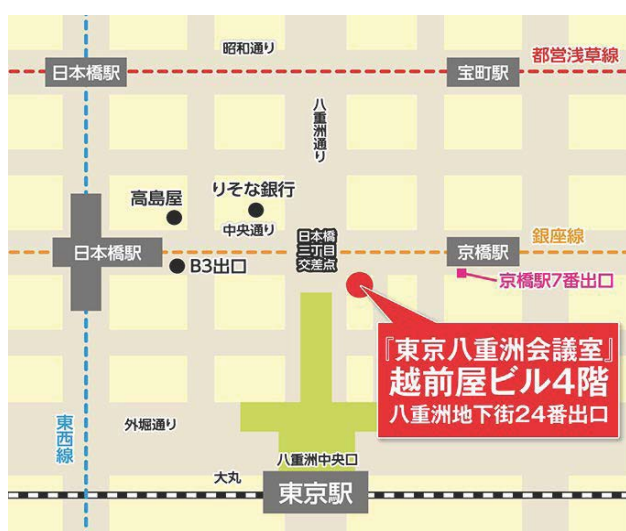 昭和通り
都営浅草線
日本橋駅
宝町駅
八重洲通り
高島屋
りそな銀行
中央通り
日本橋
二丁目
交差点
銀座線
日本橋駅
京橋駅
B3出口
京橋駅7番出口
『東京八重洲会議室』
越前屋ビル4階
八重洲地下街24番出口
東西線
外堀通り
八重洲中央口
大丸
東京駅